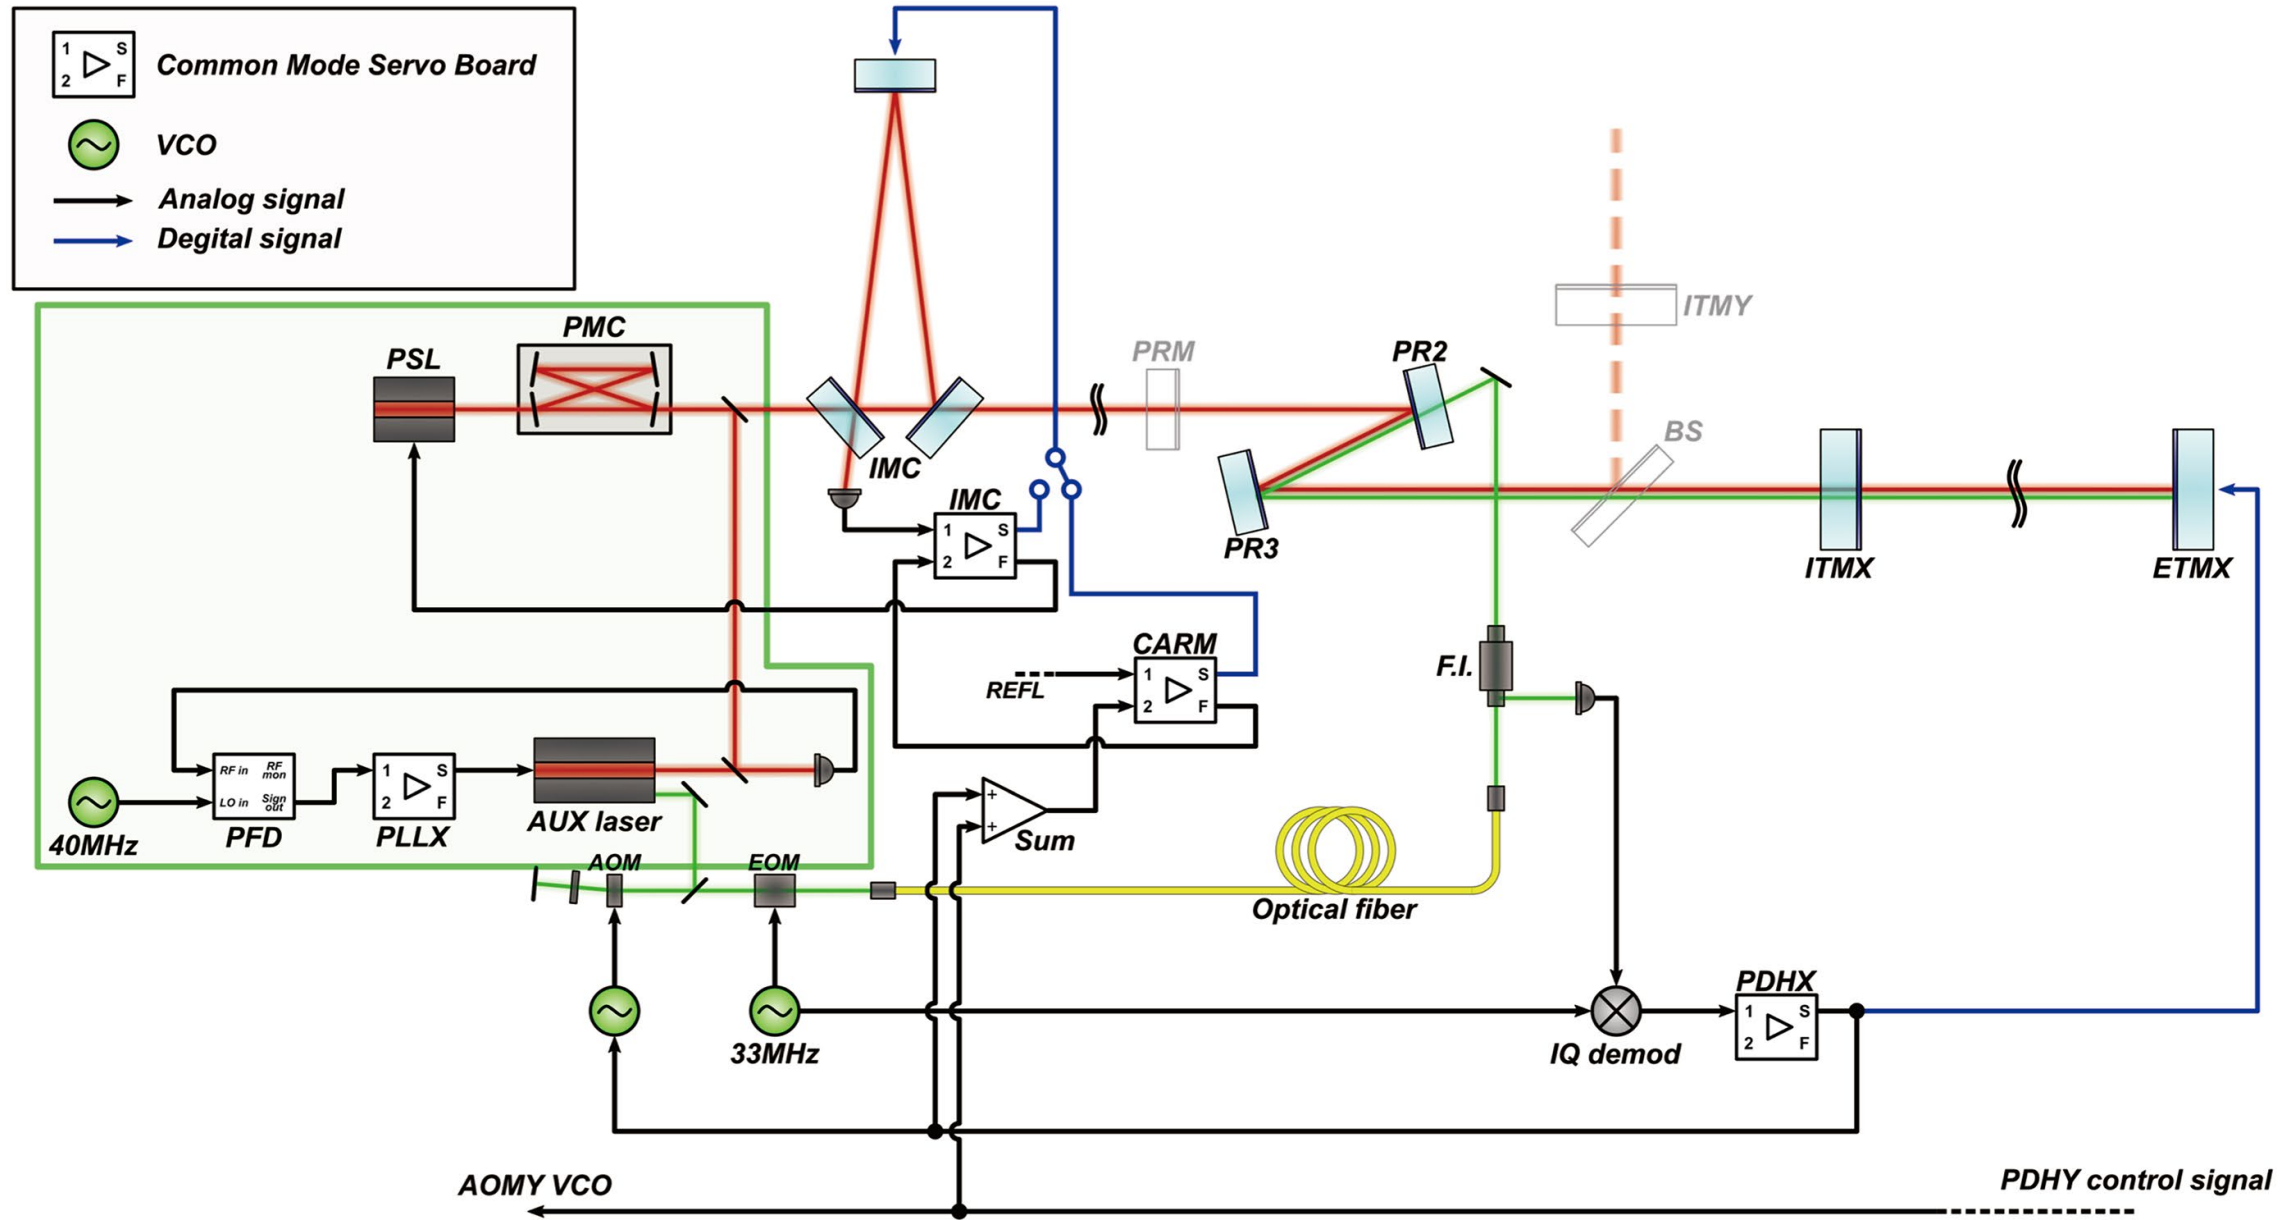 1 S
2 F
Common Mode Servo Board
VCO
Analog signal
Degital signal
PSL
PMC
IMC
IMC
1 S
2 F
PRM
PR2
PR3
ITMY
BS
ITMX
ETMX
CARM
REFL
1 S
2 F
F.I.
40MHz
RF in RF mon
LO in Sign out
PFD
1 S
2 F
PLLX
AUX laser
Sum
+
+
AOM
EOM
Optical fiber
33MHz
IQ demod
PDHX
1 S
2 F
AOMY VCO
PDHY control signal